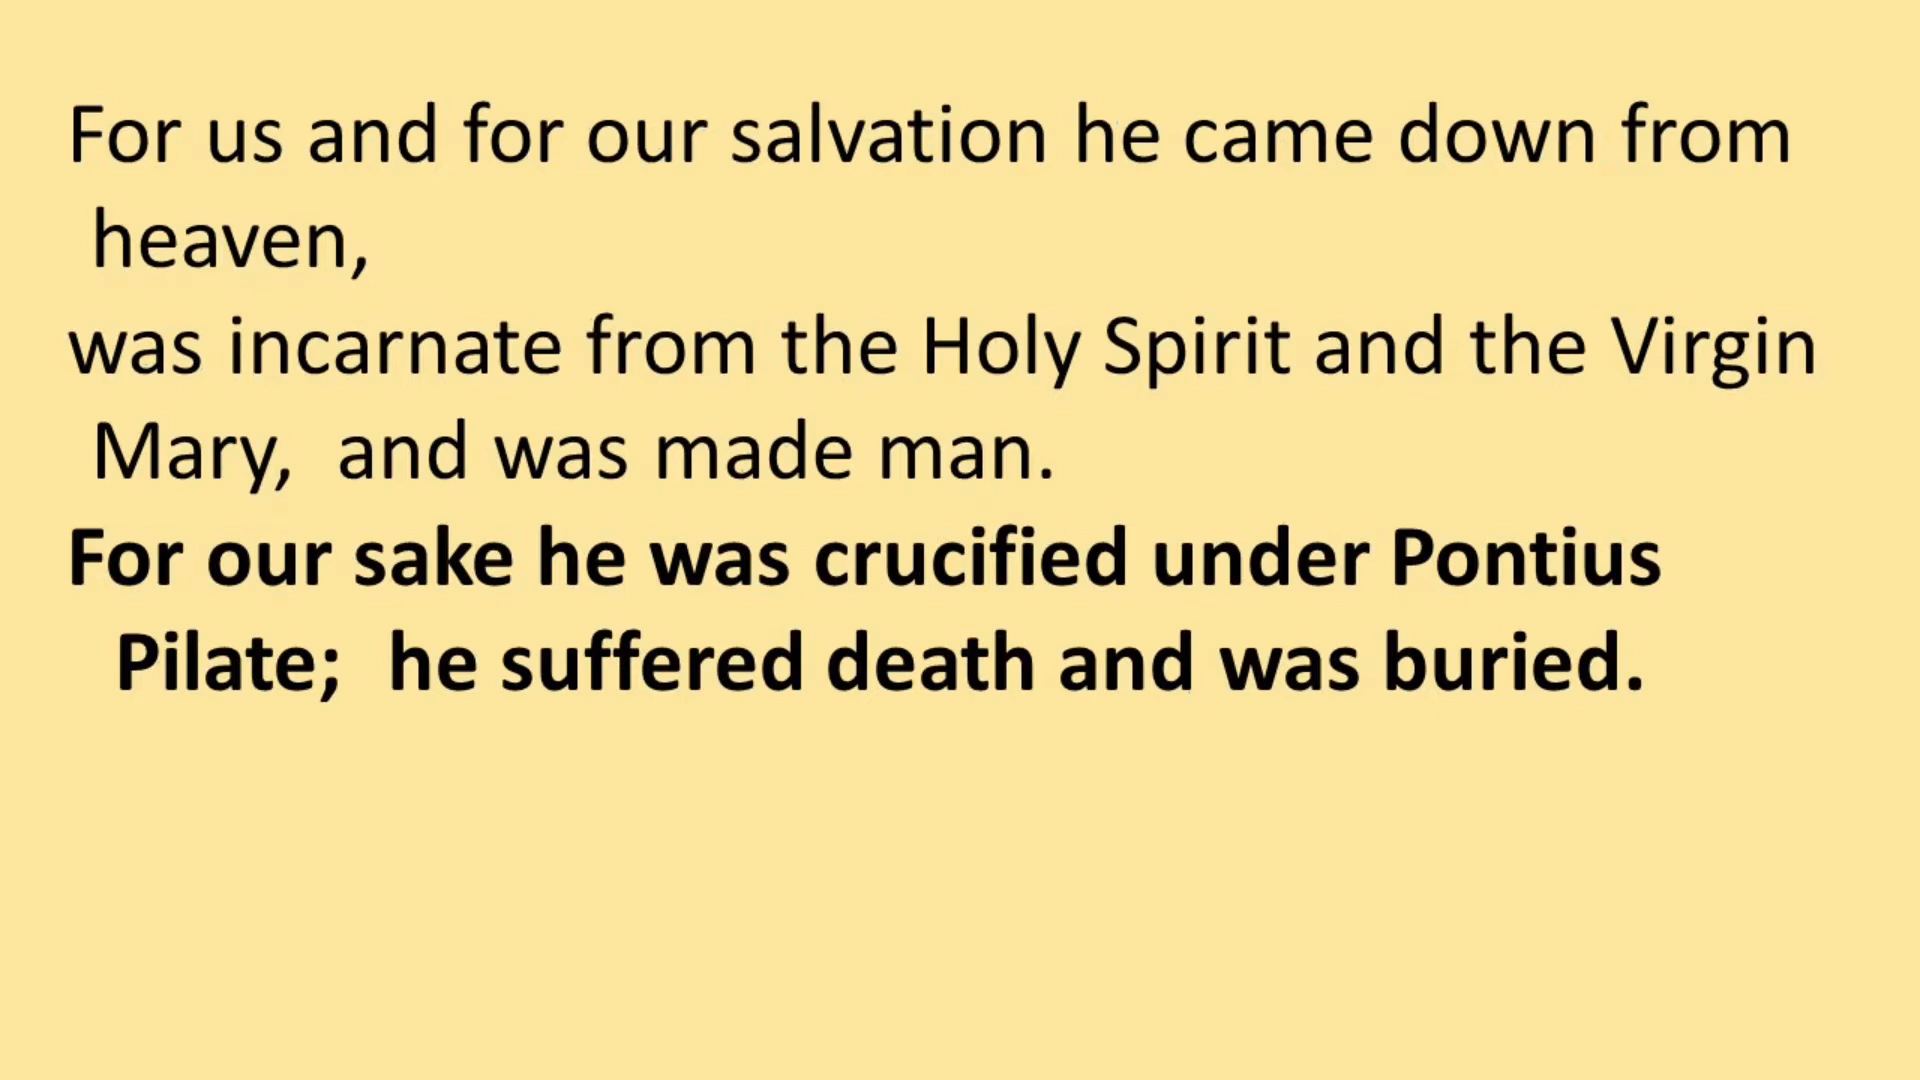 For us and for our salvation he came down from
heaven,
was incarnate from the Holy Spirit and the Virgin
Mary,  and was made man.
For our sake he was crucified under Pontius
Pilate;  he suffered death and was buried.